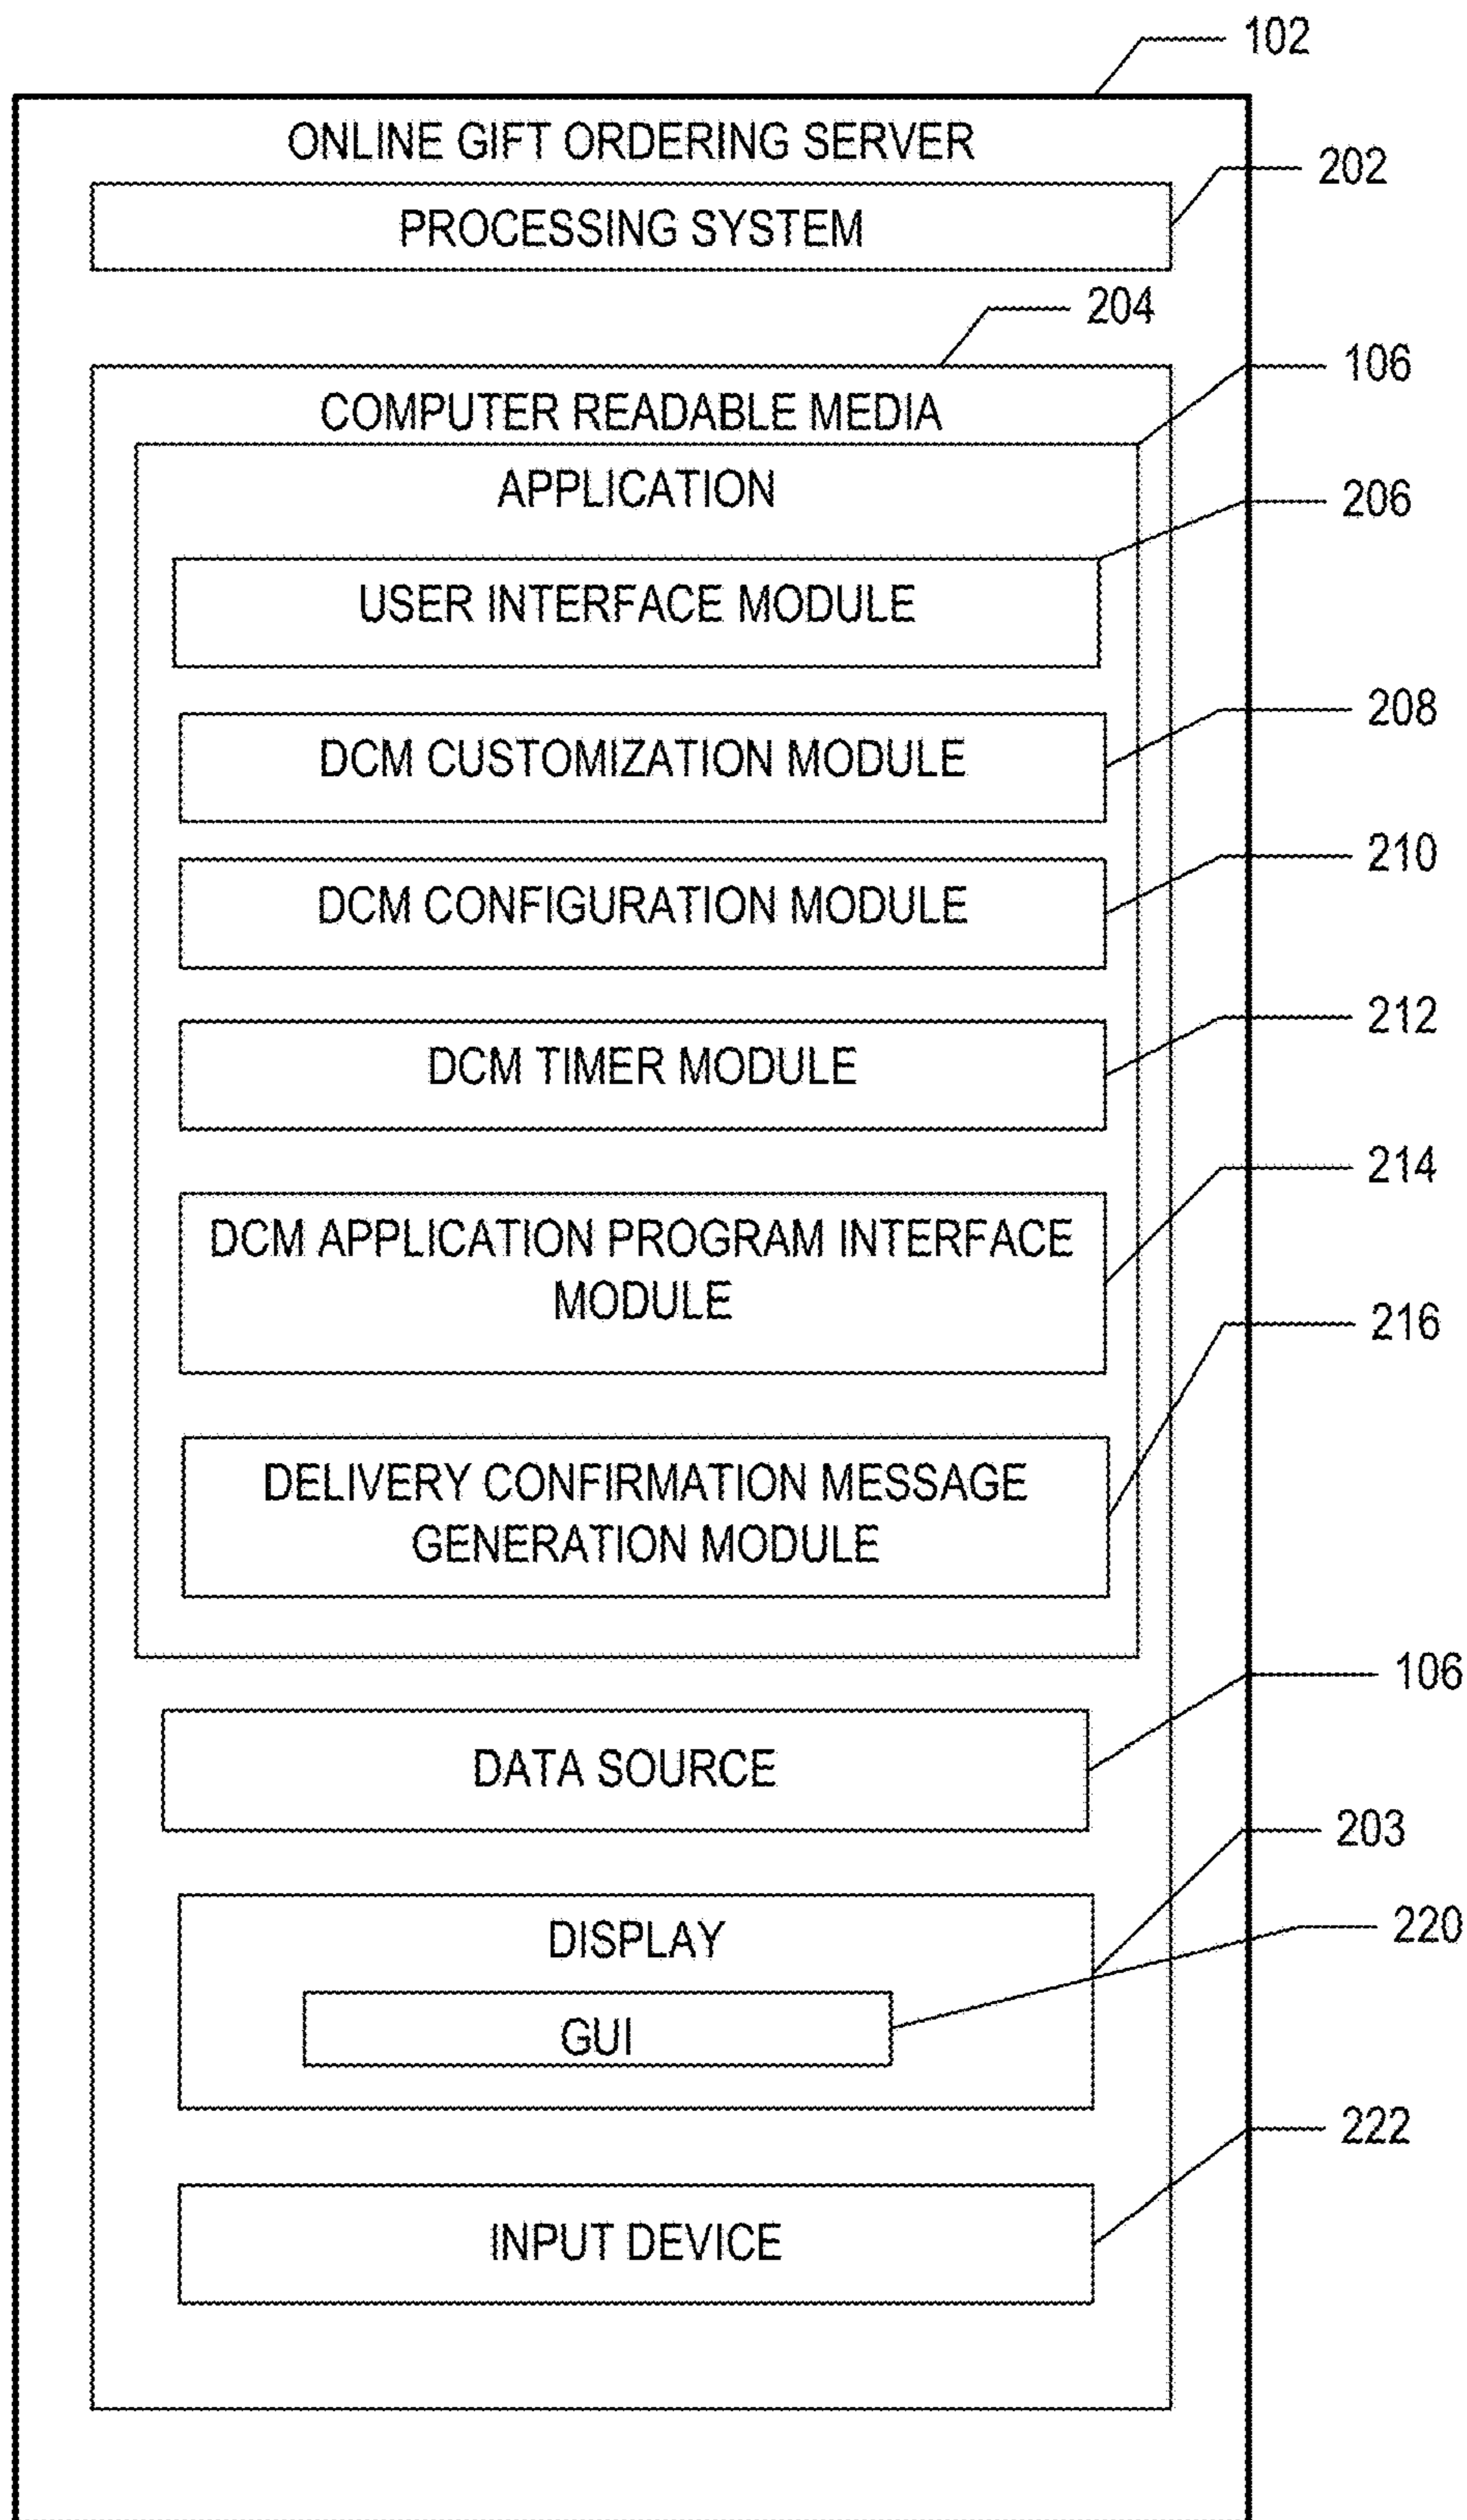 102
ONLINE GIFT ORDERING SERVER
202
PROCESSING SYSTEM
204
106
COMPUTER READABLE MEDIA
APPLICATION
206
USER INTERFACE MODULE
208
DCM CUSTOMIZATION MODULE
210
DCM CONFIGURATION MODULE
212
DCM TIMER MODULE
214
DCM APPLICATION PROGRAM INTERFACE
MODULE
216
DELIVERY CONFIRMATION MESSAGE
GENERATION MODULE
106
DATA SOURCE
203
220
DISPLAY
GUI
222
INPUT DEVICE